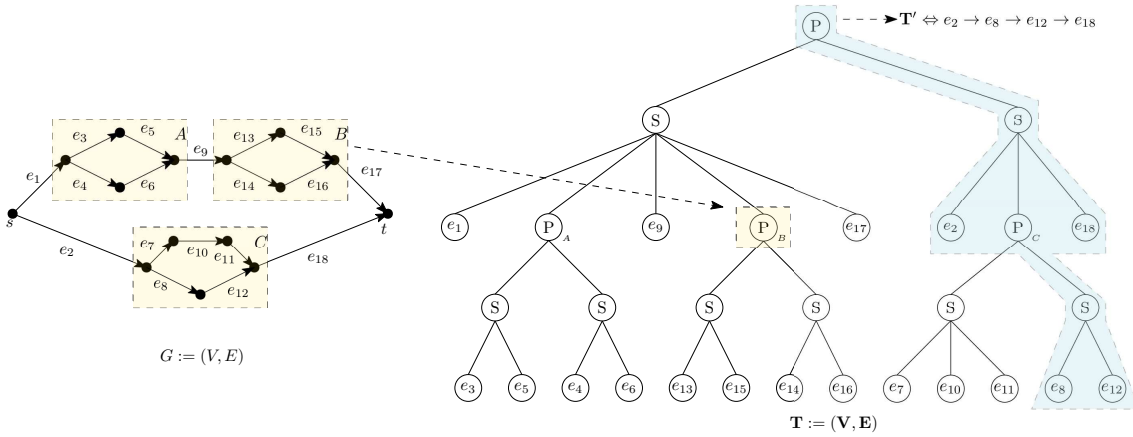 P
T′ ⇔ e2 → e8 → e12 → e18
S
S
e3
e5
A
e9
e13
e15
B
e1
e4
e6
e14
e16
e17
s
t
e2
e7
e10
e11
C
e8
e12
e18
G := (V, E)
e1
P A
e9
P B
e17
e2
P C
e18
S
S
S
S
S
S
e3
e5
e4
e6
e13
e15
e14
e16
e7
e10
e11
e8
e12
T := (V, E)